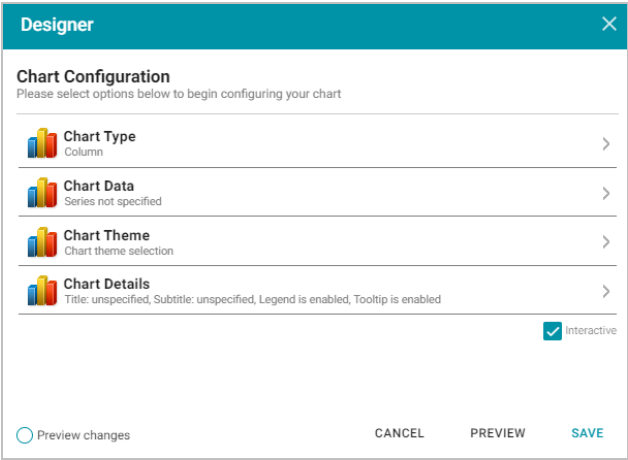 Designer
Chart Configuration
Please select options below to begin configuring your chart
Chart Type
Column
Chart Data
Series not specified
Chart Theme
Chart theme selection
Chart Details
Title: unspecified, Subtitle: unspecified, Legend is enabled, Tooltip is enabled
Interactive
Preview changes CANCEL PREVIEW SAVE